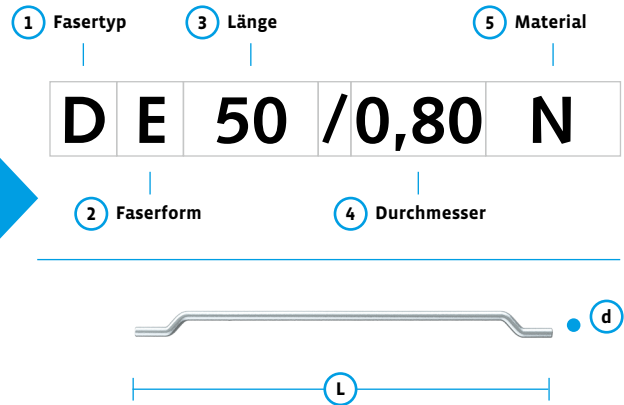 1 Fasertyp 3 Länge 5 Material
D E 50 /0,80 N
2 Faserform 4 Durchmesser
d
L